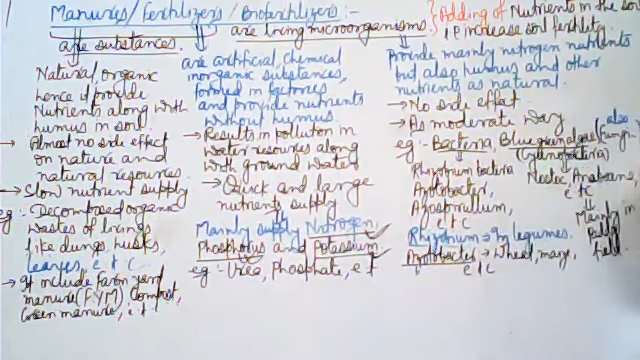 Manures/Fertilizers/Biofertilizers:-
are substances.
are living microorganisms.
Adding of Nutrients in the soil
increase soil fertility
Natural/organic
hence it provide
Nutrients along with
humus in soil.
→ Almost no side effect
on nature and
natural resources.
→ Slow nutrient supply
eg:- Decomposed organic
wastes of livings
like dungs, husks,
leaves, etc.
→ It include Farm yard
manure (FYM) Compost,
Green manure, etc
are artificial, chemical
inorganic substances,
formed in factories
and provide nutrients
without humus.
→ Results in pollution in
water resources along
with ground water
→ Quick and large
nutrients supply
Mainly supply Nitrogen,
Phosphorus and Potassium.
eg:- Urea, Phosphate, etc
Provide mainly nitrogen nutrients
but also humus and other
nutrients as natural.
→ No side effect
→ As moderate way
also
eg:- Bacteria, Blue green algae/fungi
(Cyanobacteria)
Rhyzobium bacteria
Azotobacter,
Azospirullum,
etc
Nostoc, Anabaena,
etc
Mainly in
Paddy
field.
Rhyzobium → In legumes.
Azotobacter → Wheat, maize,
etc